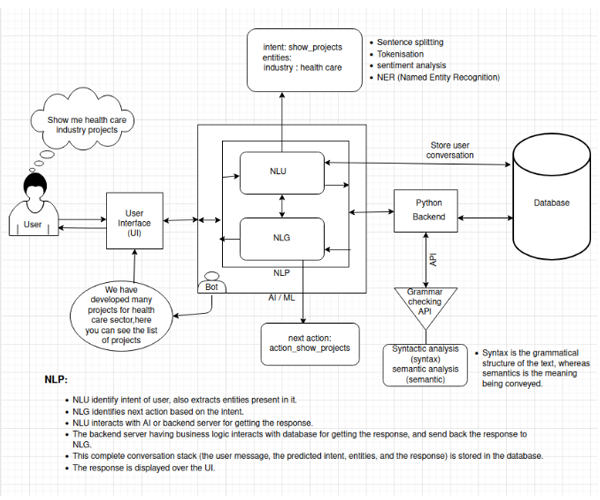 intent: show_projects
entities:
industry : health care
• Sentence splitting
• Tokenisation
• sentiment analysis
• NER (Named Entity Recognition)
Show me health care
industry projects
User
User
Interface
(UI)
NLU
NLG
NLP
AI / ML
Bot
Store user
conversation
Python
Backend
Database
API
Grammar
checking
API
We have
developed many
projects for health
care sector,here
you can see the list
of projects
next action:
action_show_projects
Syntactic analysis
(syntax)
semantic analysis
(semantic)
• Syntax is the grammatical
structure of the text, whereas
semantics is the meaning
being conveyed.
NLP:
• NLU identify intent of user, also extracts entities present in it.
• NLG identifies next action based on the intent.
• NLU interacts with AI or backend server for getting the response.
• The backend server having business logic interacts with database for getting the response, and send back the response to
NLG.
• This complete conversation stack (the user message, the predicted intent, entities, and the response) is stored in the database.
• The response is displayed over the UI.